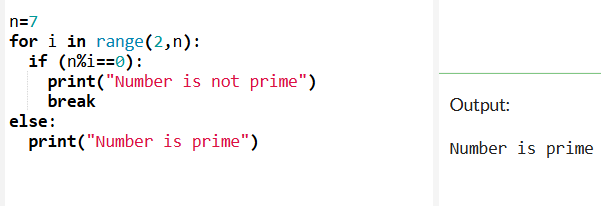 n=7
for i in range(2,n):
  if (n%i==0):
    print("Number is not prime")
    break
else:
  print("Number is prime")
Output:
Number is prime